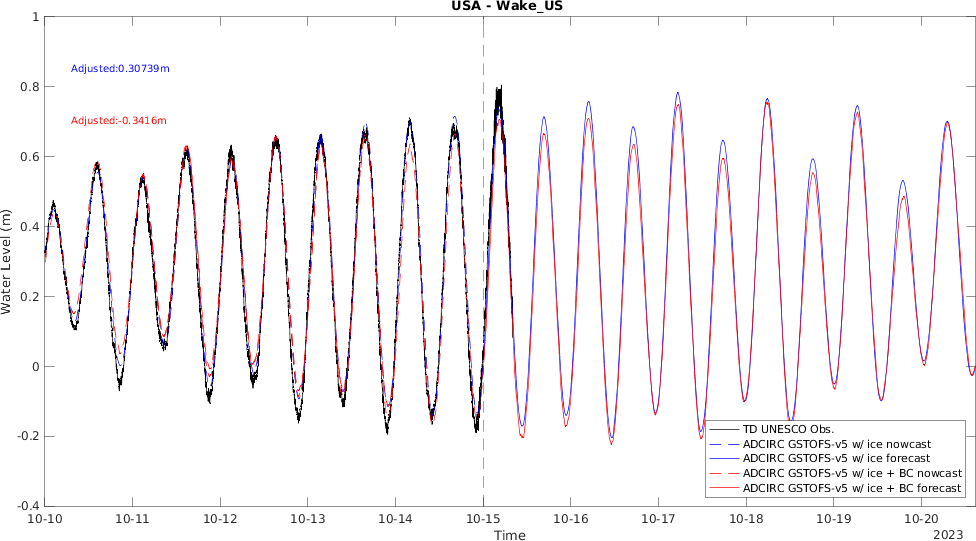 USA - Wake_US
1
0.8
0.6
0.4
0.2
0
-0.2
-0.4
Water Level (m)
Adjusted:0.30739m
Adjusted:-0.3416m
TD UNESCO Obs.
ADCIRC GSTOFS-v5 w/ ice nowcast
ADCIRC GSTOFS-v5 w/ ice forecast
ADCIRC GSTOFS-v5 w/ ice + BC nowcast
ADCIRC GSTOFS-v5 w/ ice + BC forecast
10-10 10-11 10-12 10-13 10-14 10-15 10-16 10-17 10-18 10-19 10-20
Time
2023